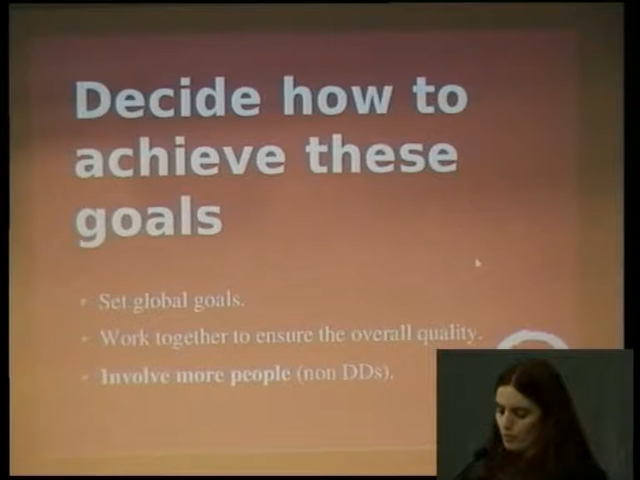 Decide how to
achieve these
goals
Set global goals.
Work together to ensure the overall quality.
Involve more people (non DDs).